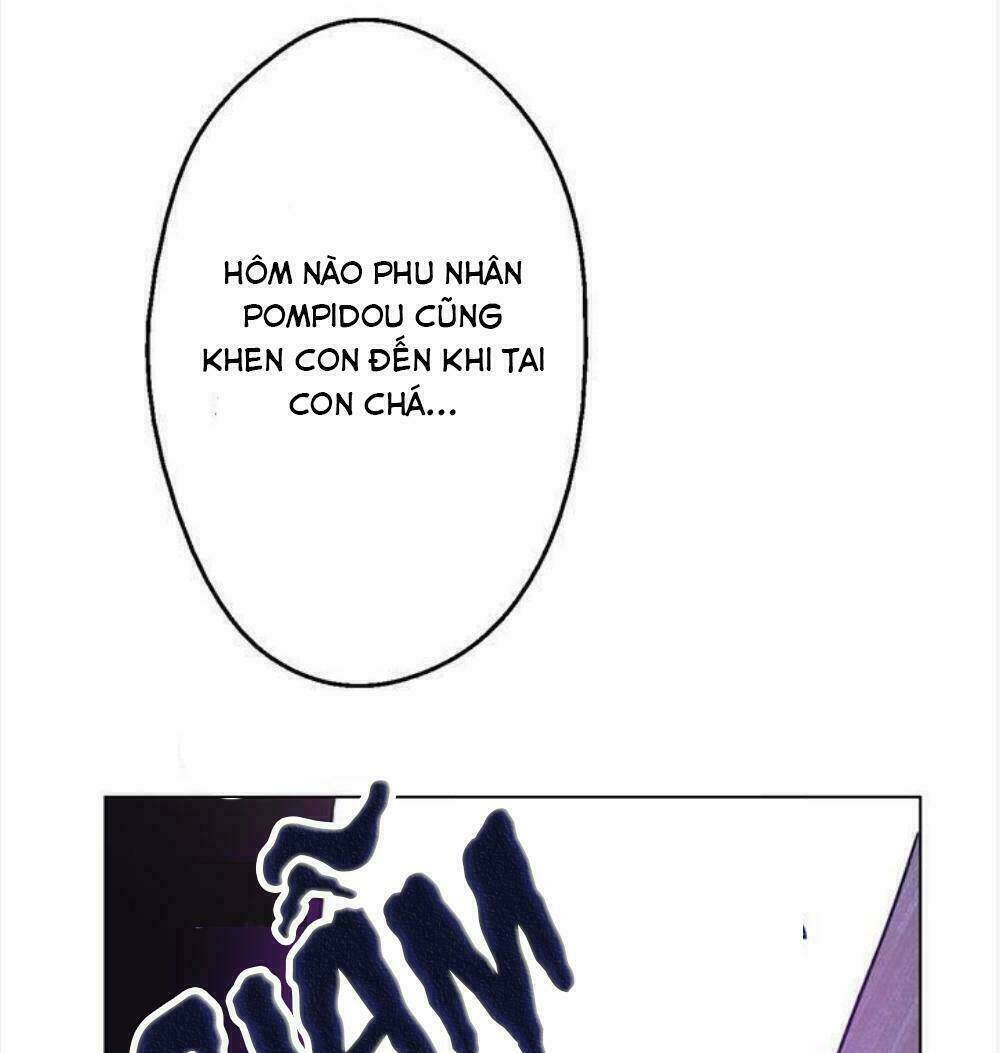 HÔM NÀO PHU NHÂN
POMPIDOU CŨNG
KHEN CON ĐẾN KHI TAI
CON CHÁ...